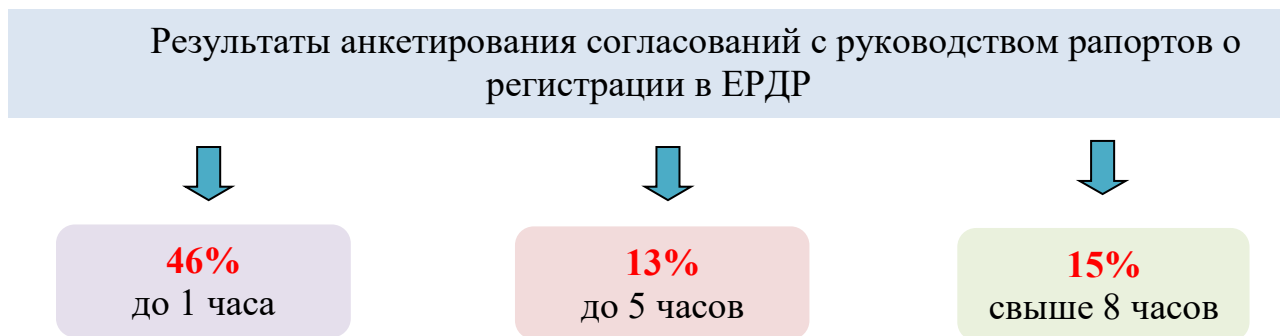 Результаты анкетирования согласований с руководством рапортов о
регистрации в ЕРДР
46%
до 1 часа
13%
до 5 часов
15%
свыше 8 часов